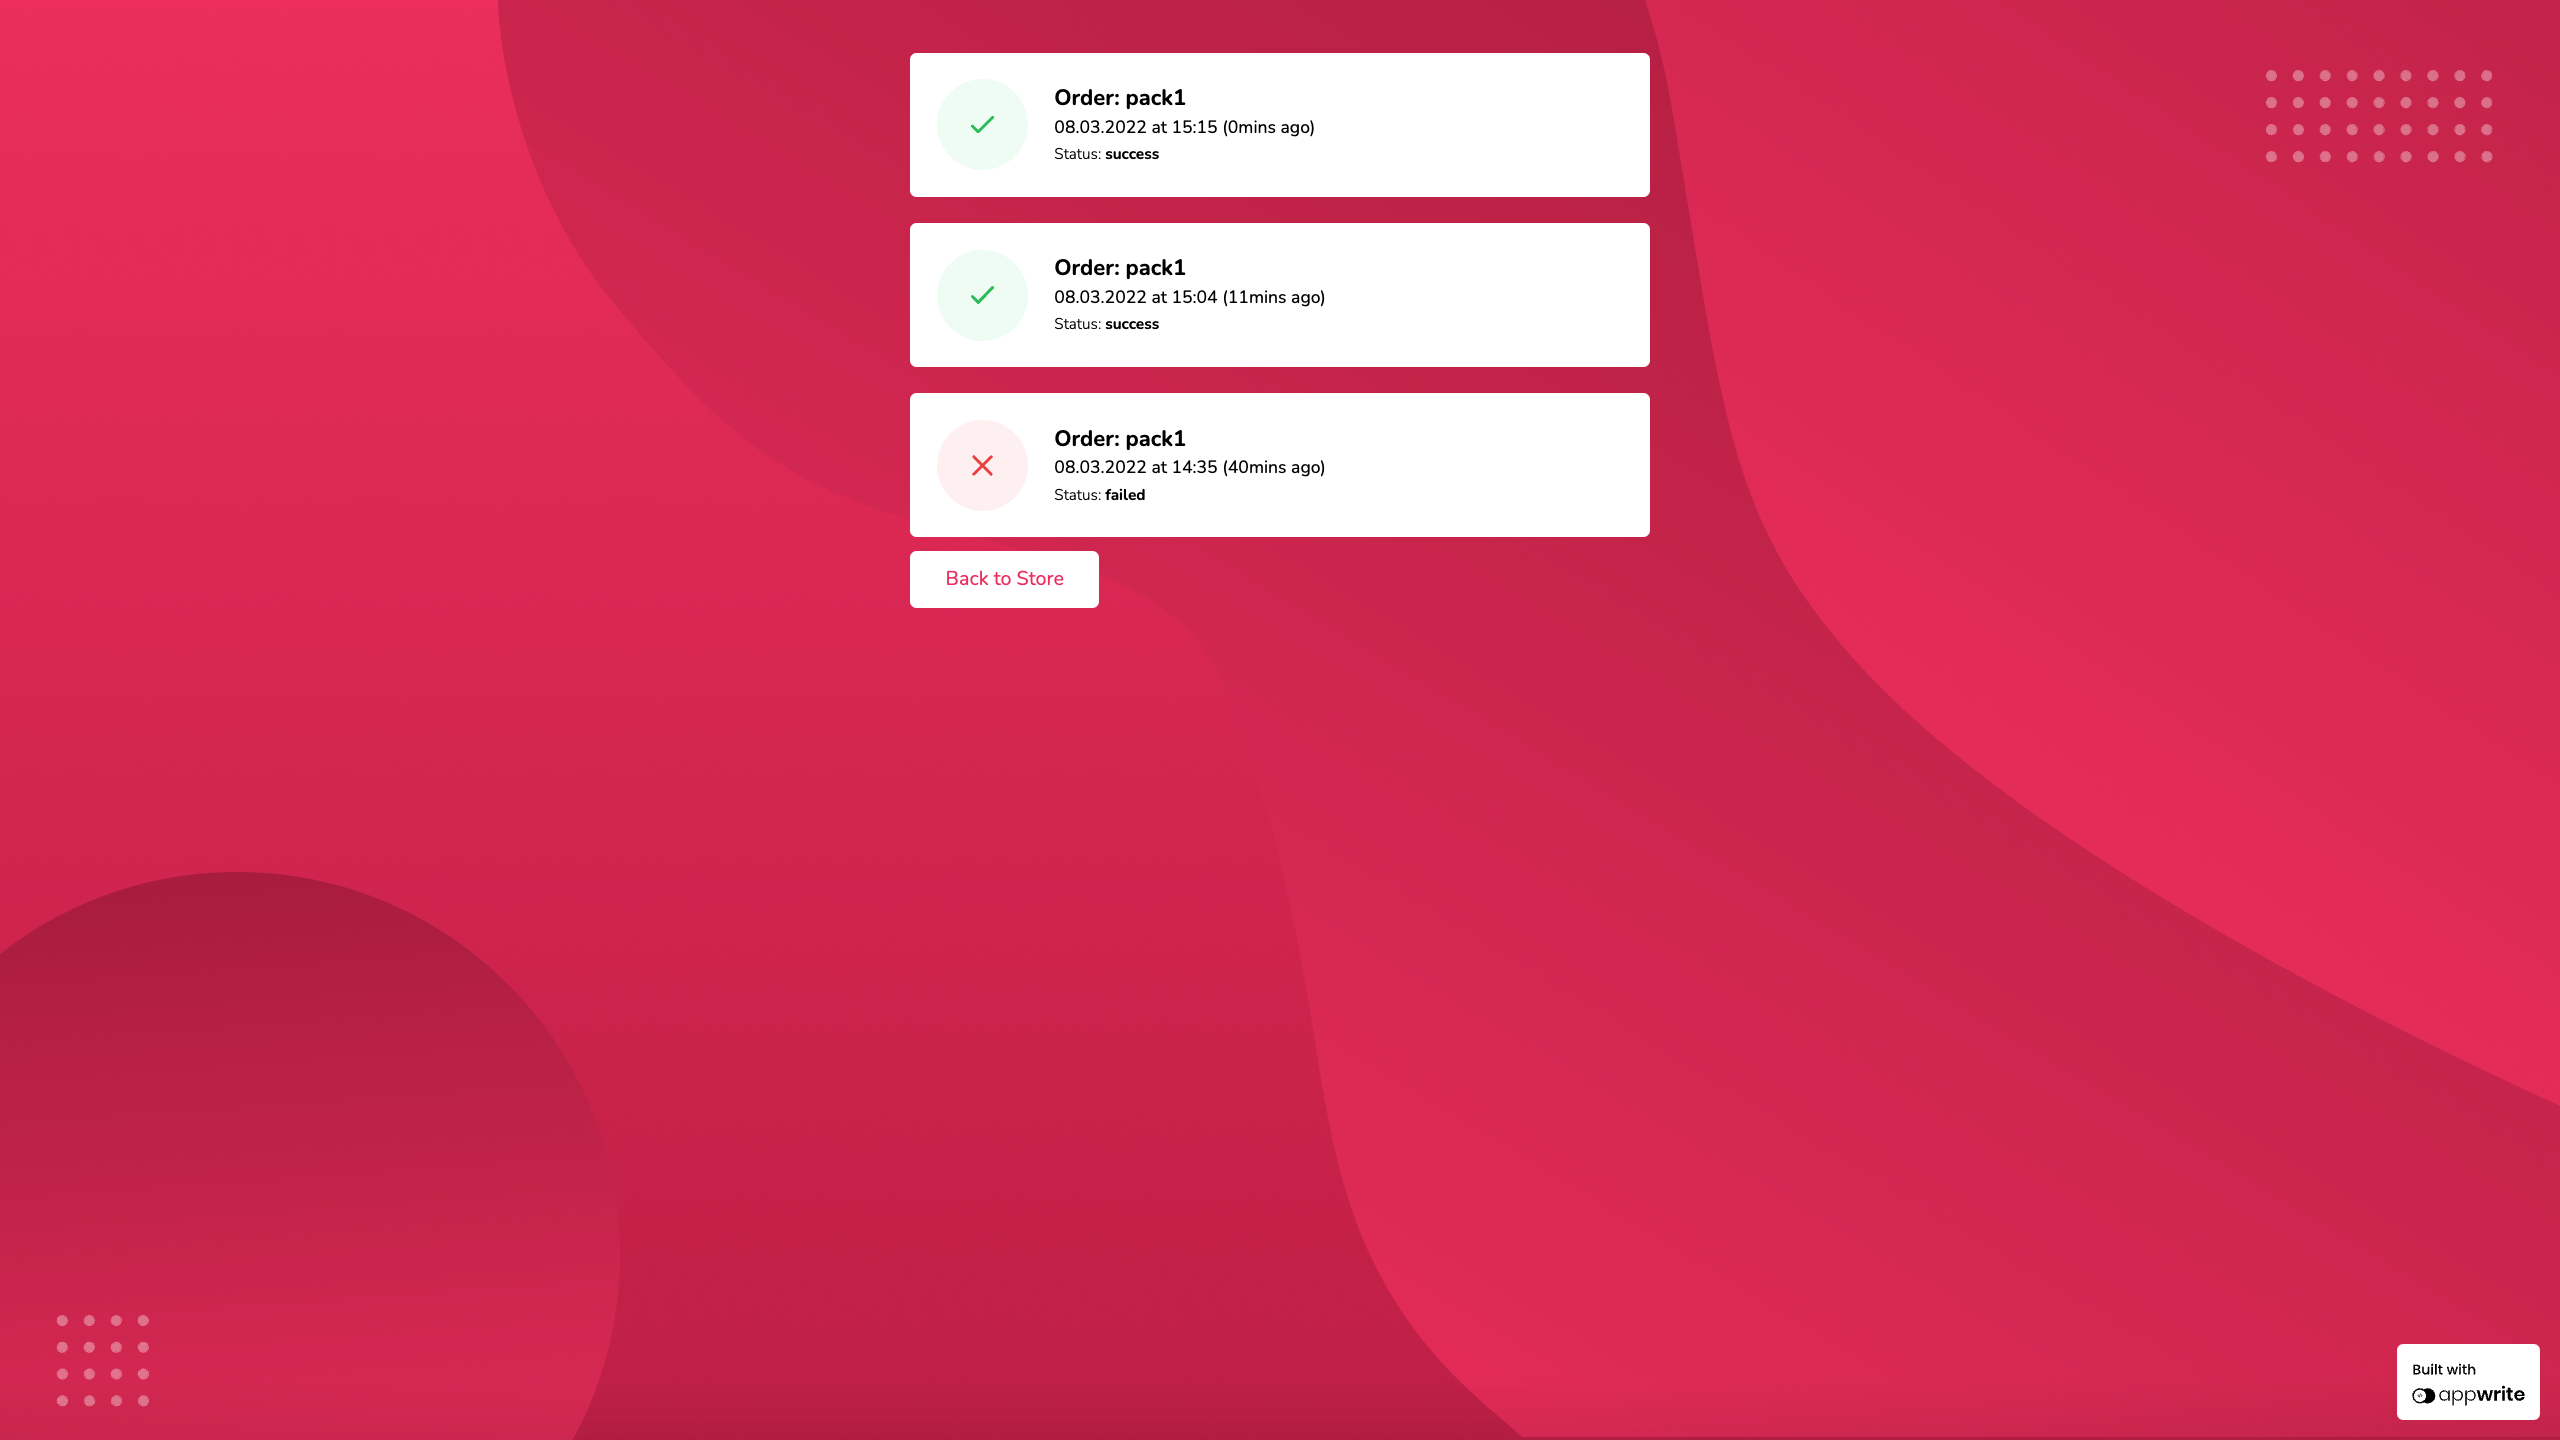 Order: pack1
08.03.2022 at 15:15 (0mins ago)
Status: success
Order: pack1
08.03.2022 at 15:04 (11mins ago)
Status: success
Order: pack1
08.03.2022 at 14:35 (40mins ago)
Status: failed
Back to Store
Built with
appwrite